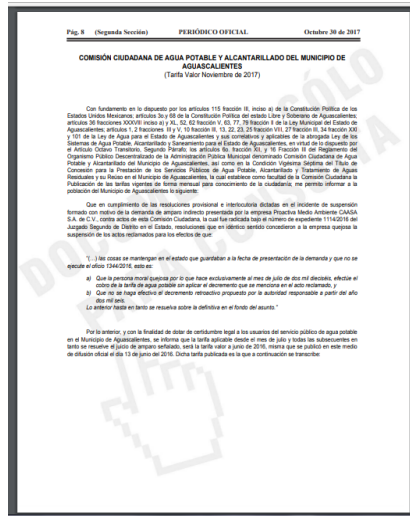 Pág. 8 (Segunda Sección) PERIÓDICO OFICIAL Octubre 30 de 2017
COMISIÓN CIUDADANA DE AGUA POTABLE Y ALCANTARILLADO DEL MUNICIPIO DE
AGUASCALIENTES
(Tarifa Valor Noviembre de 2017)
Con fundamento en lo dispuesto por los artículos 115 fracción III, inciso a) de la Constitución Política de los
Estados Unidos Mexicanos; artículos 3o.y 68 de la Constitución Política del estado Libre y Soberano de Aguascalientes;
artículos 36 fracciones XXXVIII inciso a) y XL, 52, 62 fracción V, 63, 77, 79 fracción II de la Ley Municipal del Estado de
Aguascalientes; artículos 1, 2 fracciones III y V, 10 fracción III, 13, 22, 23, 25 fracción VIII, 27 fracción III, 34 fracción XXI
y 101 de la Ley de Agua para el Estado de Aguascalientes y sus correlativos y aplicables de la abrogada Ley de los
Sistemas de Agua Potable, Alcantarillado y Saneamiento para el Estado de Aguascalientes, en virtud de lo dispuesto por
el Artículo Octavo Transitorio, Segundo Párrafo; los artículos 6o. fracción XII, y 16 Fracción III del Reglamento del
Organismo Público Descentralizado de la Administración Pública Municipal denominado Comisión Ciudadana de Agua
Potable y Alcantarillado del Municipio de Aguascalientes, así como en la Condición Vigésima Séptima del Título de
Concesión para la Prestación de los Servicios Públicos de Agua Potable, Alcantarillado y Tratamiento de Aguas
Residuales y su Reúso en el Municipio de Aguascalientes, la cual establece como facultad de la Comisión Ciudadana la
Publicación de las tarifas vigentes de forma mensual para conocimiento de la ciudadanía; me permito informar a la
población del Municipio de Aguascalientes lo siguiente:
Que en cumplimiento de las resoluciones provisional e interlocutoria dictadas en el incidente de suspensión
formado con motivo de la demanda de amparo indirecto presentada por la empresa Proactiva Medio Ambiente CAASA
S.A. de C.V., contra actos de esta Comisión Ciudadana, la cual fue radicada bajo el número de expediente 1114/2016 del
Juzgado Segundo de Distrito en el Estado, resoluciones que en idéntico sentido concedieron a la empresa quejosa la
suspensión de los actos reclamados para los efectos de que:
"(...) las cosas se mantengan en el estado que guardaban a la fecha de presentación de la demanda y que no se
ejecute el oficio 1344/2016, esto es:
a) Que la persona moral quejosa por lo que hace exclusivamente al mes de julio de dos mil dieciséis, efectúe el
cobro de la tarifa de agua potable sin aplicar el decremento que se menciona en el acto reclamado, y
b) Que no se haga efectivo el decremento retroactivo propuesto por la autoridad responsable a partir del año
dos mil seis.
Lo anterior hasta en tanto se resuelva sobre la definitiva en el fondo del asunto."
Por lo anterior, y con la finalidad de dotar de certidumbre legal a los usuarios del servicio público de agua potable
en el Municipio de Aguascalientes, se informa que la tarifa aplicable desde el mes de julio y todas las subsecuentes en
tanto se resuelve el juicio de amparo señalado, será la tarifa valor a junio de 2016, misma que se publicó en este medio
de difusión oficial el día 13 de junio del 2016. Dicha tarifa publicada es la que a continuación se transcribe: